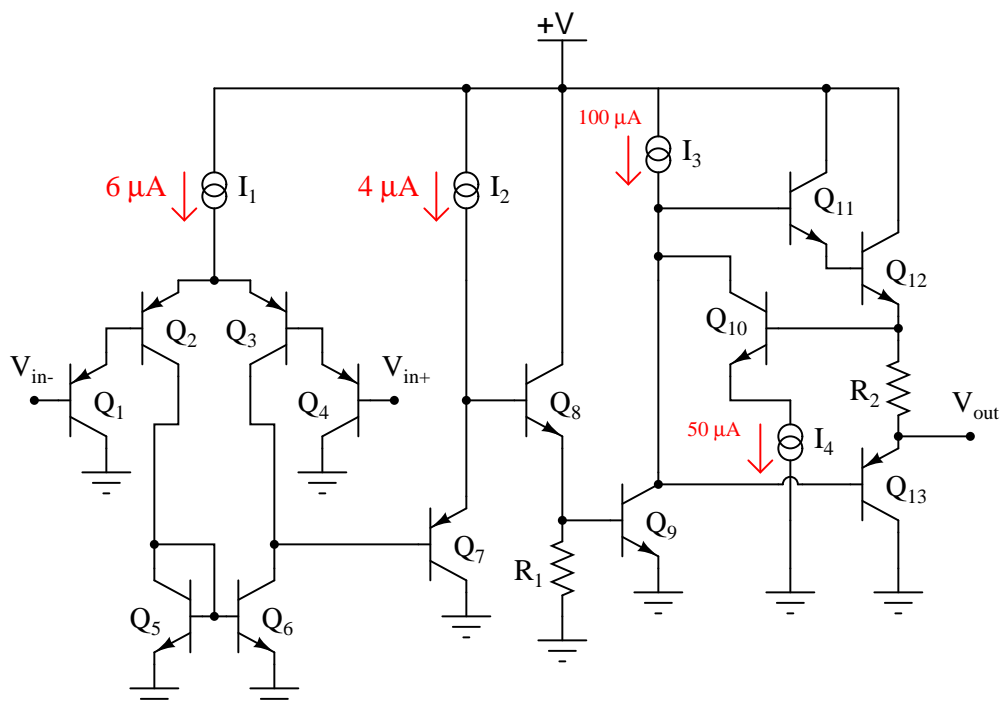 +V
100 µA
I3
6 µA
I1
4 µA
I2
Q11
Q12
Q2
Q3
Q10
Vin-
Vin+
Q1
Q4
Q8
R2
Vout
50 µA
I4
Q13
Q9
Q7
R1
Q5
Q6